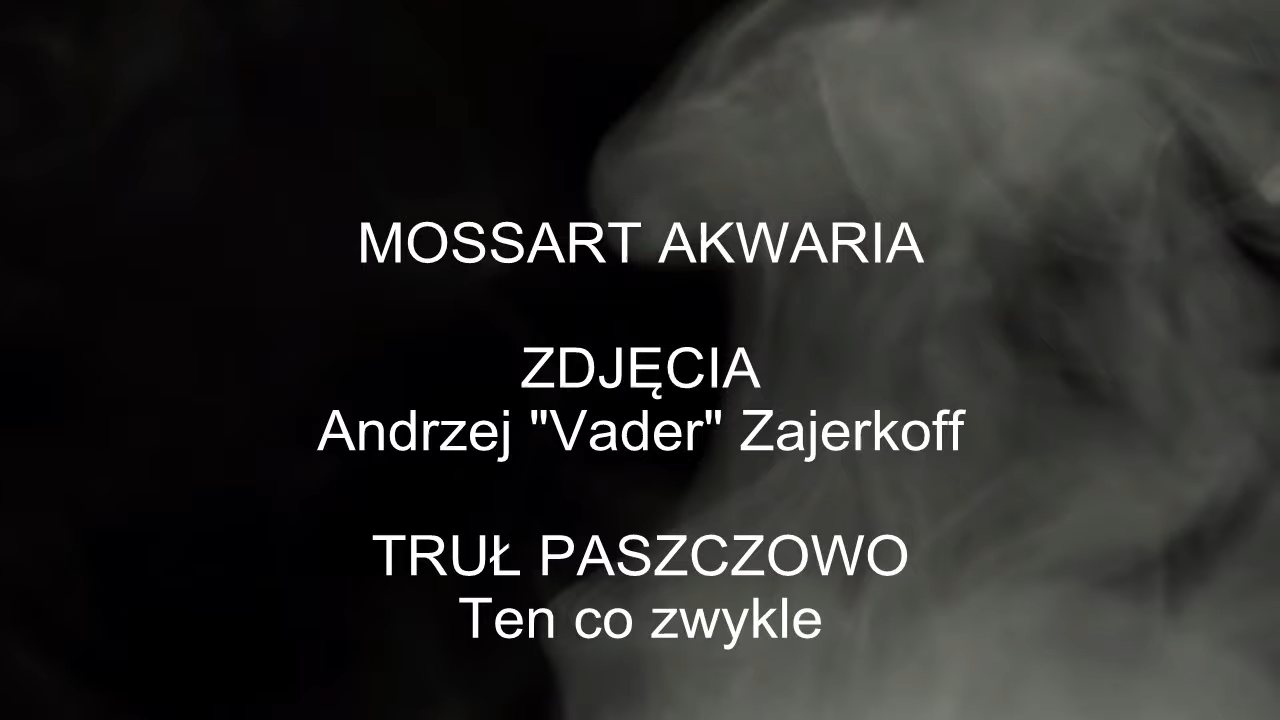 MOSSART AKWARIA
ZDJĘCIA
Andrzej "Vader" Zajerkoff
TRUŁ PASZCZOWO
Ten co zwykle